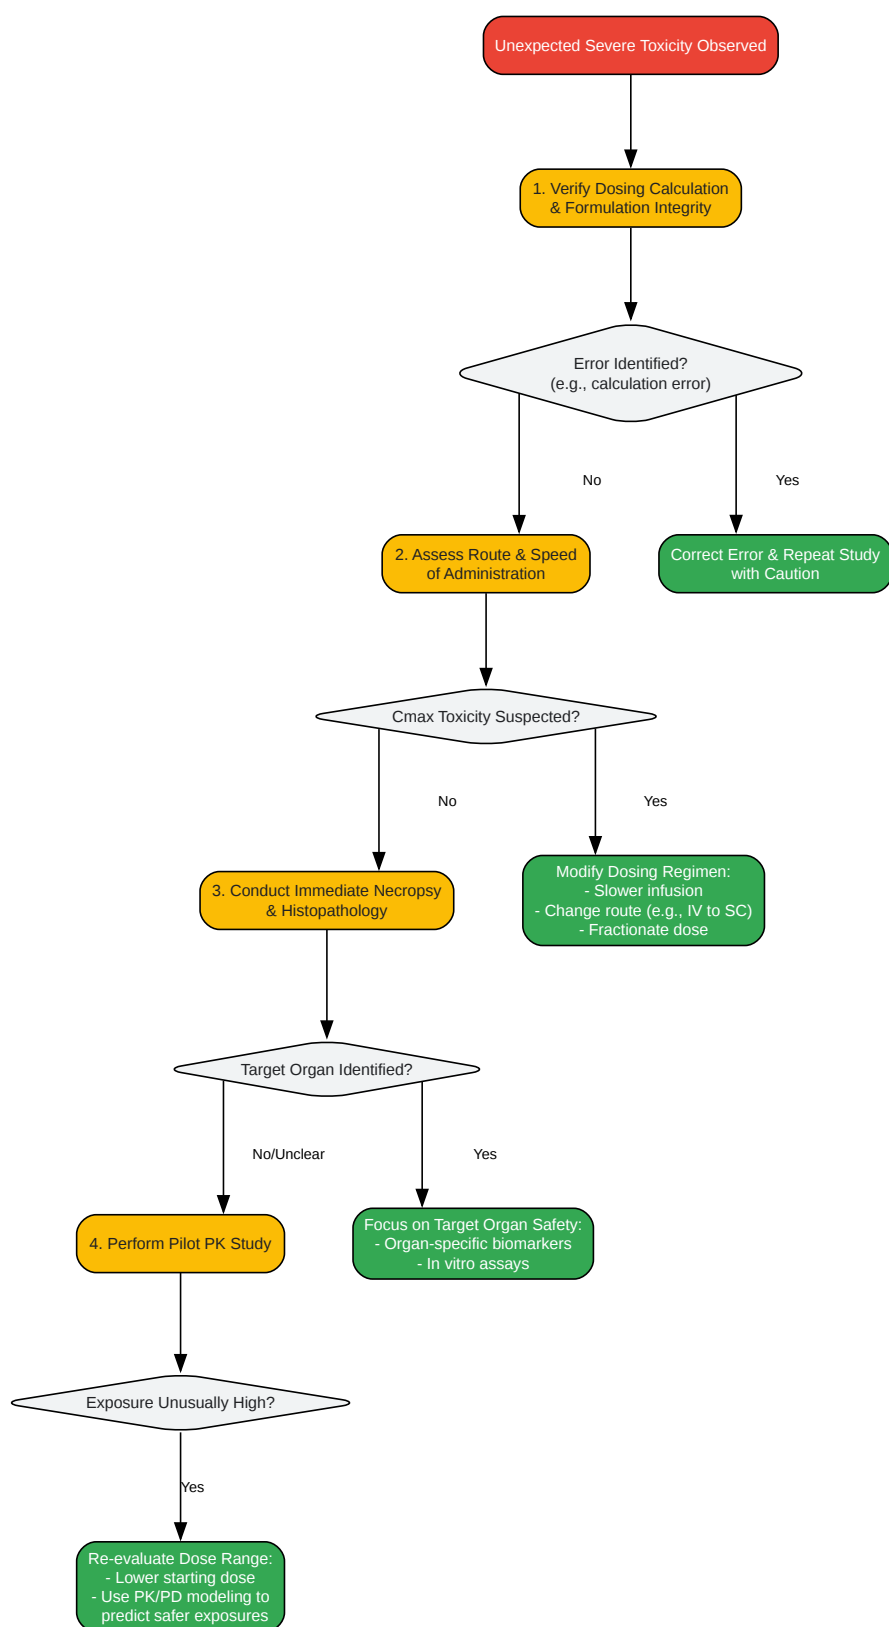 Unexpected Severe Toxicity Observed
1. Verify Dosing Calculation
& Formulation Integrity
Error Identified?
(e.g., calculation error)
No
Yes
2. Assess Route & Speed
of Administration
Correct Error & Repeat Study
with Caution
Cmax Toxicity Suspected?
No
Yes
3. Conduct Immediate Necropsy
& Histopathology
Modify Dosing Regimen:
- Slower infusion
- Change route (e.g., IV to SC)
- Fractionate dose
Target Organ Identified?
No/Unclear
Yes
4. Perform Pilot PK Study
Focus on Target Organ Safety:
- Organ-specific biomarkers
- In vitro assays
Exposure Unusually High?
Yes
Re-evaluate Dose Range:
- Lower starting dose
- Use PK/PD modeling to
predict safer exposures